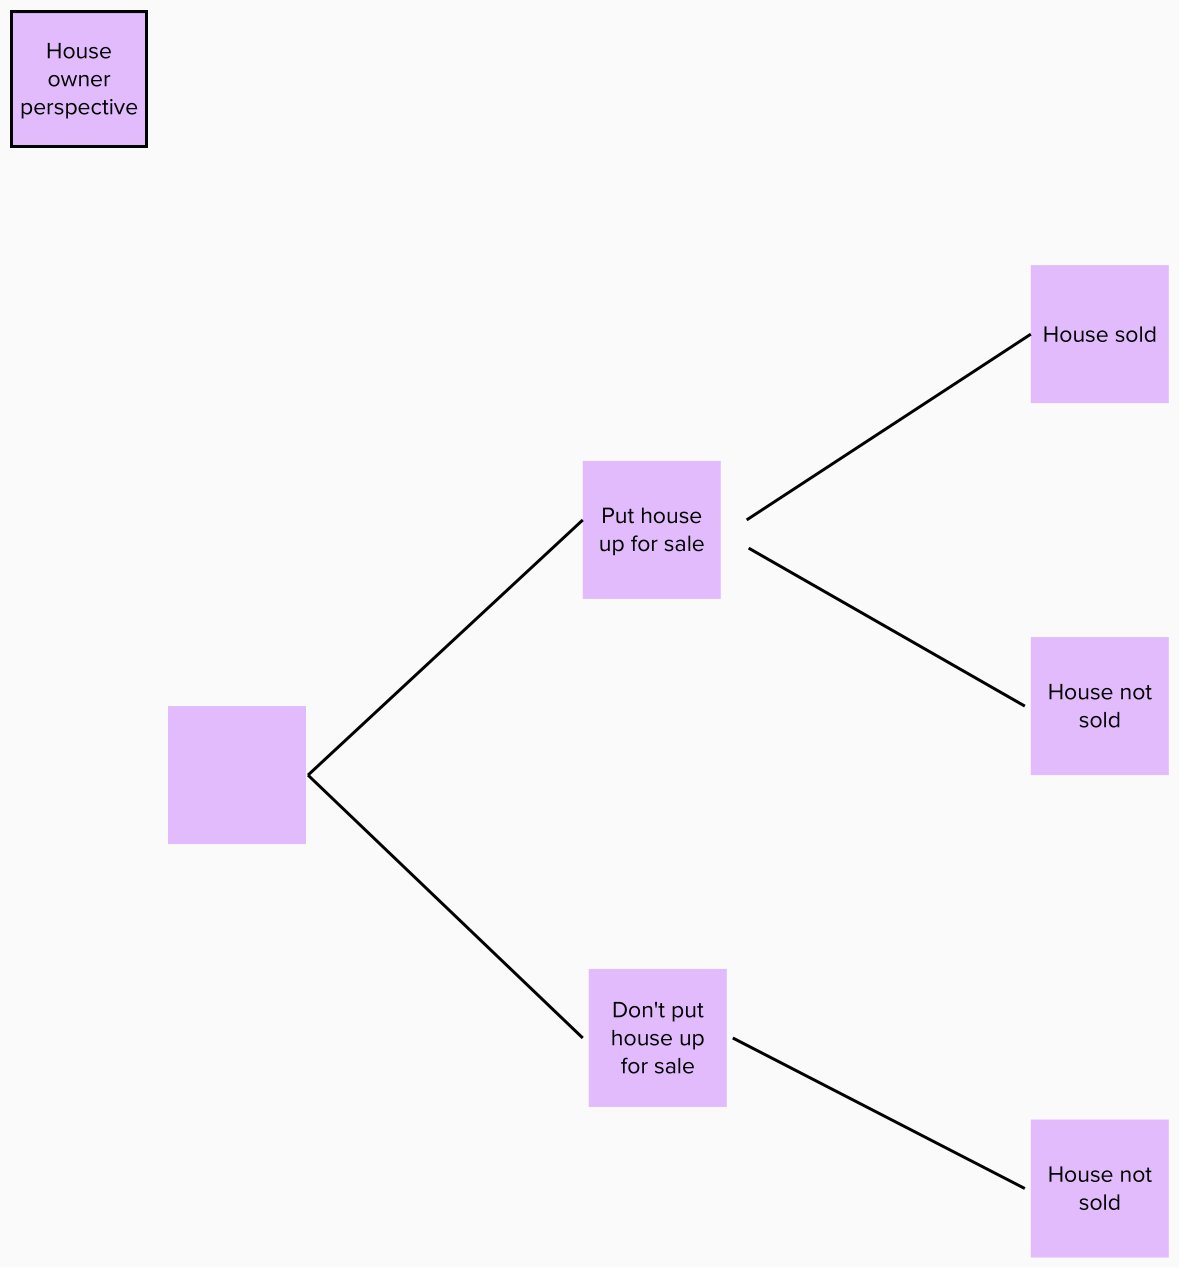 House
owner
perspective
House sold
Put house
up for sale
House not
sold
Don't put
house up
for sale
House not
sold